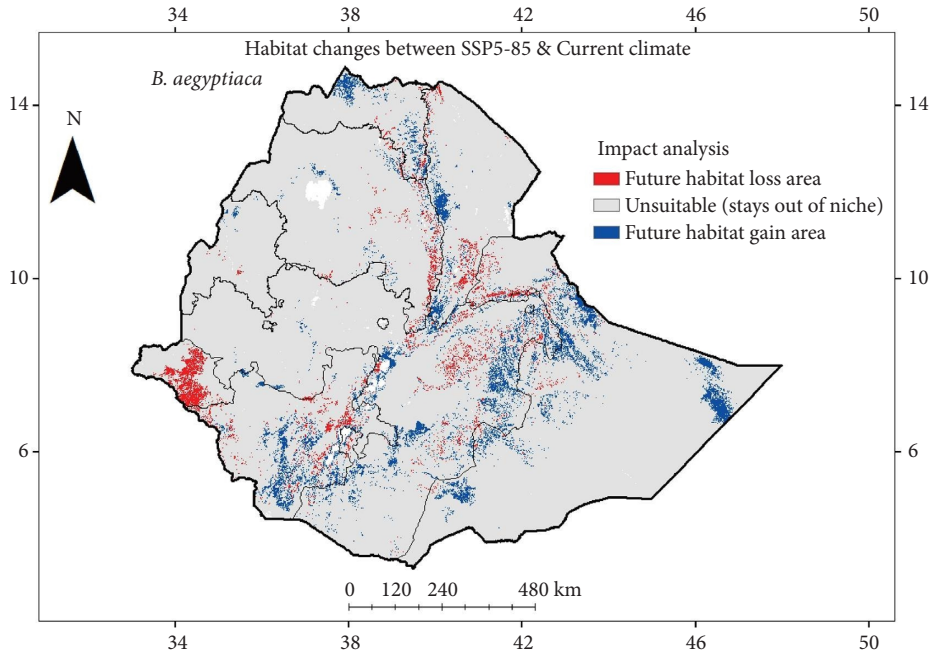 34 38 42 46 50
Habitat changes between SSP5-85 & Current climate
B. aegyptiaca
14 14
N
Impact analysis
Future habitat loss area
Unsuitable (stays out of niche)
Future habitat gain area
10 10
6 6
0 120 240 480 km
34 38 42 46 50